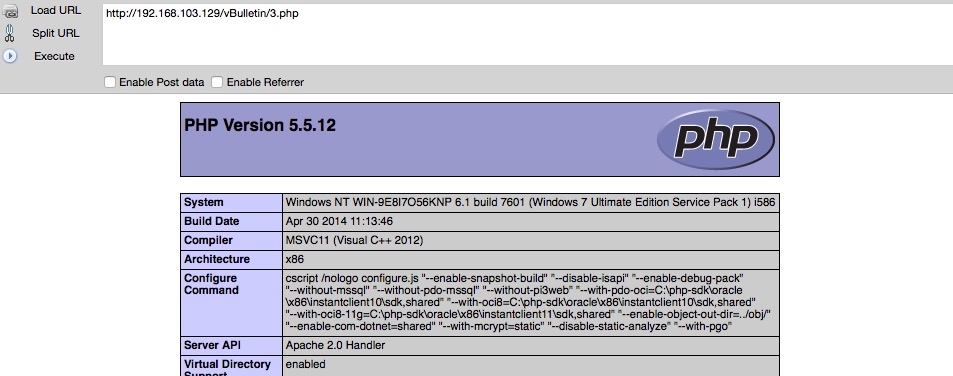 Load URL
http://192.168.103.129/vBulletin/3.php
Split URL
Execute
Enable Post data Enable Referrer
PHP Version 5.5.12
php
System Windows NT WIN-9E8I7O56KNP 6.1 build 7601 (Windows 7 Ultimate Edition Service Pack 1) i586
Build Date Apr 30 2014 11:13:46
Compiler MSVC11 (Visual C++ 2012)
Architecture x86
Configure Command cscript /nologo configure.js "--enable-snapshot-build" "--disable-isapi" "--enable-debug-pack"
"--without-mssql" "--without-pdo-mssql" "--without-pi3web" "--with-pdo-oci=C:\php-sdk\oracle
\x86\instantclient10\sdk,shared" "--with-oci8=C:\php-sdk\oracle\x86\instantclient10\sdk,shared"
"--with-oci8-11g=C:\php-sdk\oracle\x86\instantclient11\sdk,shared" "--enable-object-out-dir=../obj/"
"--enable-com-dotnet=shared" "--with-mcrypt=static" "--disable-static-analyze" "--with-pgo"
Server API Apache 2.0 Handler
Virtual Directory Support enabled